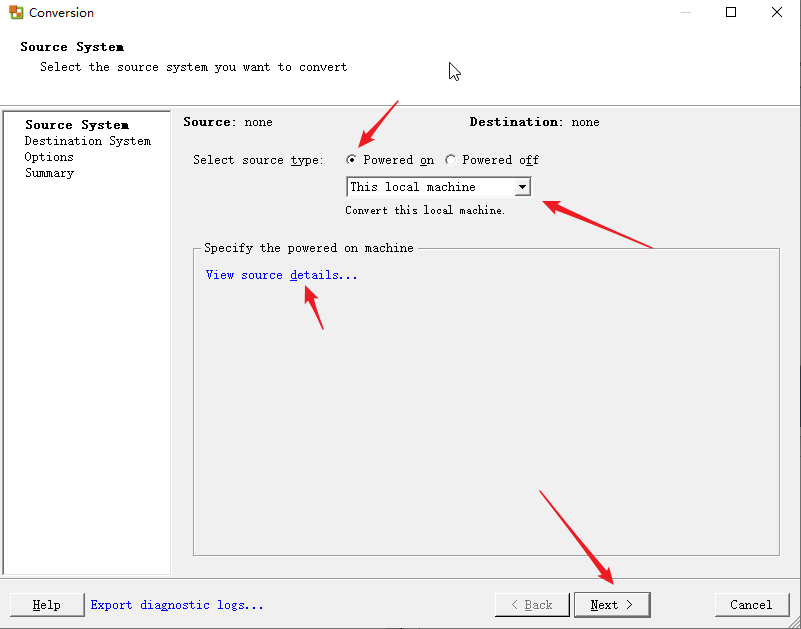 Conversion
Source System
Select the source system you want to convert
Source System
Destination System
Options
Summary
Source: none
Destination: none
Select source type: Powered on Powered off
This local machine
Convert this local machine.
Specify the powered on machine
View source details...
Help
Export diagnostic logs...
< Back
Next >
Cancel